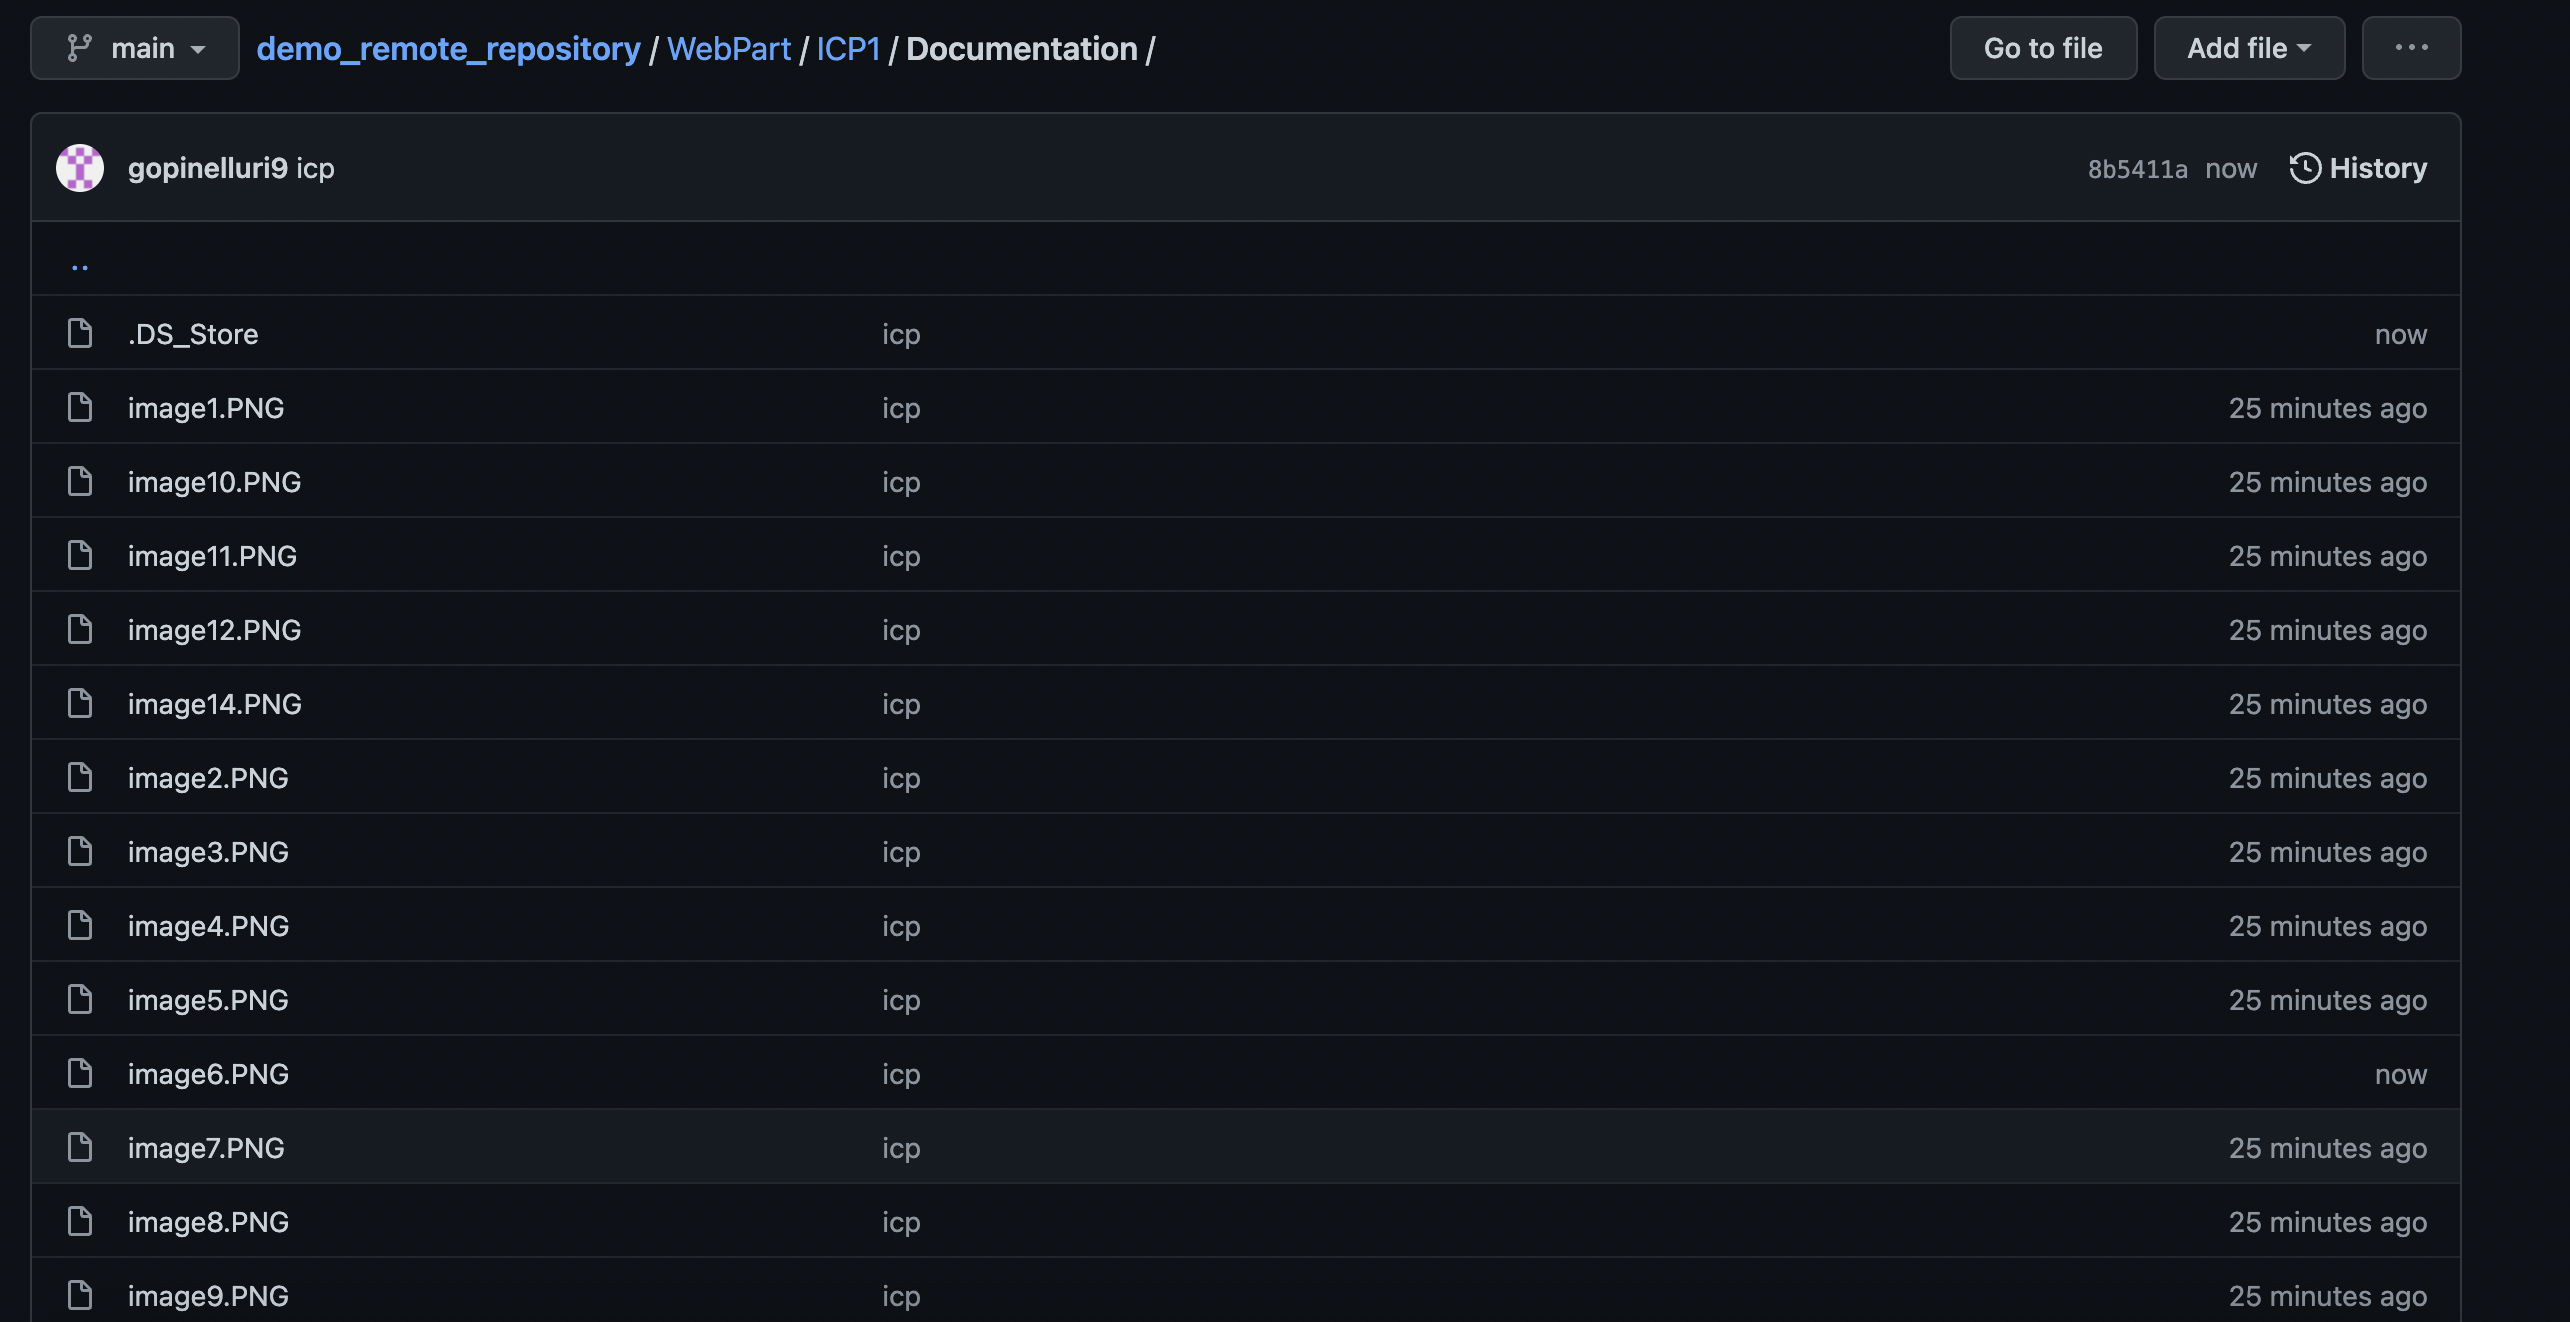 main demo_remote_repository / WebPart / ICP1 / Documentation / Go to file Add file ...
gopinelluri9 icp 8b5411a now History
..
.DS_Store icp now
image1.PNG icp 25 minutes ago
image10.PNG icp 25 minutes ago
image11.PNG icp 25 minutes ago
image12.PNG icp 25 minutes ago
image14.PNG icp 25 minutes ago
image2.PNG icp 25 minutes ago
image3.PNG icp 25 minutes ago
image4.PNG icp 25 minutes ago
image5.PNG icp 25 minutes ago
image6.PNG icp now
image7.PNG icp 25 minutes ago
image8.PNG icp 25 minutes ago
image9.PNG icp 25 minutes ago